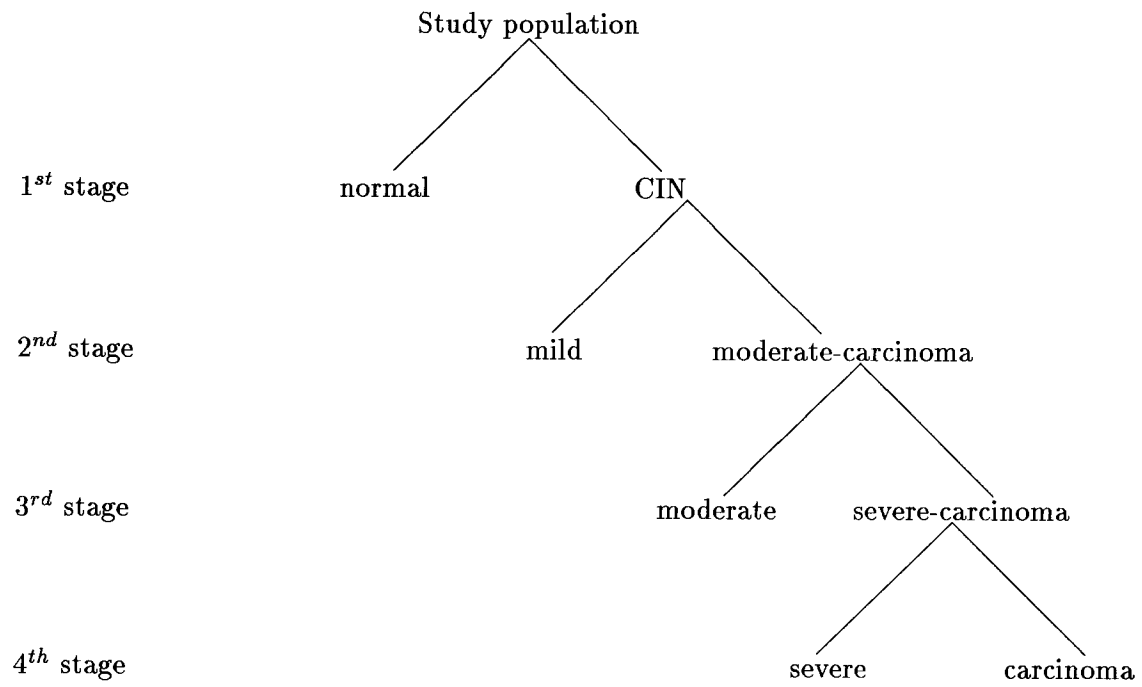 Study population
1st stage normal CIN
2nd stage mild moderate-carcinoma
3rd stage moderate severe-carcinoma
4th stage severe carcinoma